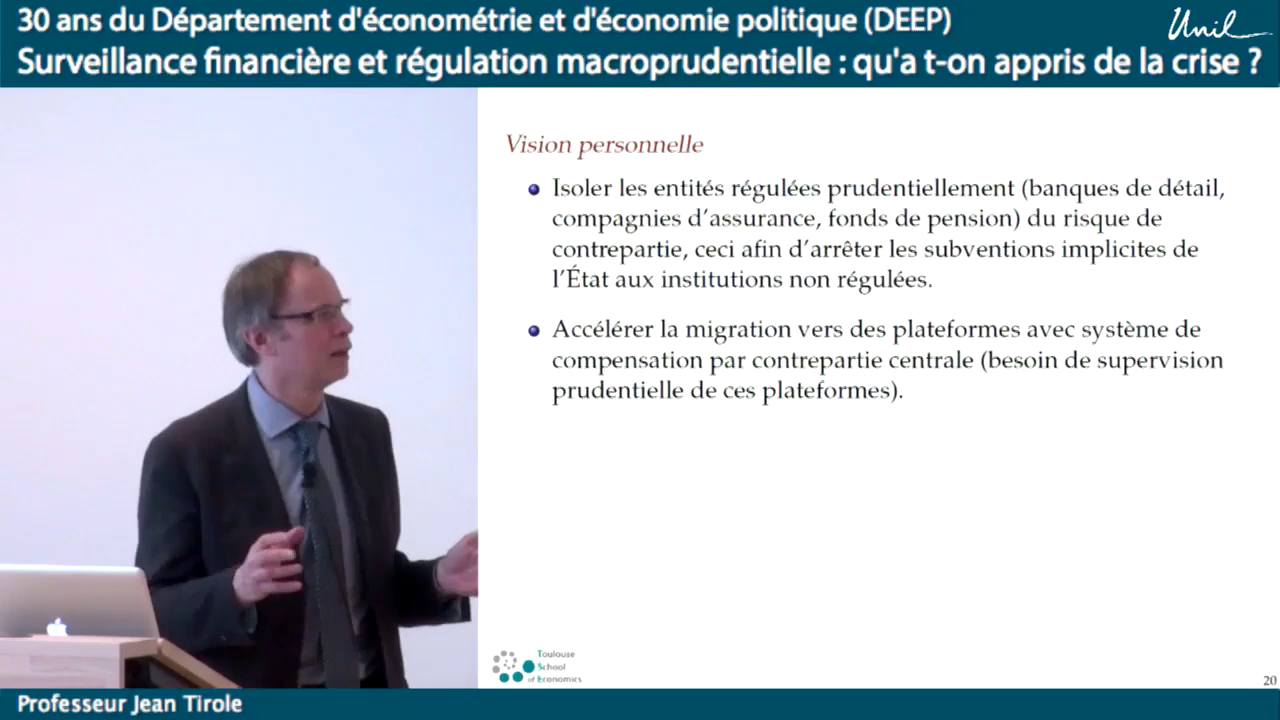 30 ans du Département d'économétrie et d'économie politique (DEEP)
Surveillance financière et régulation macroprudentielle : qu'a t-on appris de la crise ?
Unil
Vision personnelle
Isoler les entités régulées prudentiellement (banques de détail,
compagnies d'assurance, fonds de pension) du risque de
contrepartie, ceci afin d'arrêter les subventions implicites de
l'État aux institutions non régulées.
Accélérer la migration vers des plateformes avec système de
compensation par contrepartie centrale (besoin de supervision
prudentielle de ces plateformes).
Toulouse
School
of Economics
20
Professeur Jean Tirole